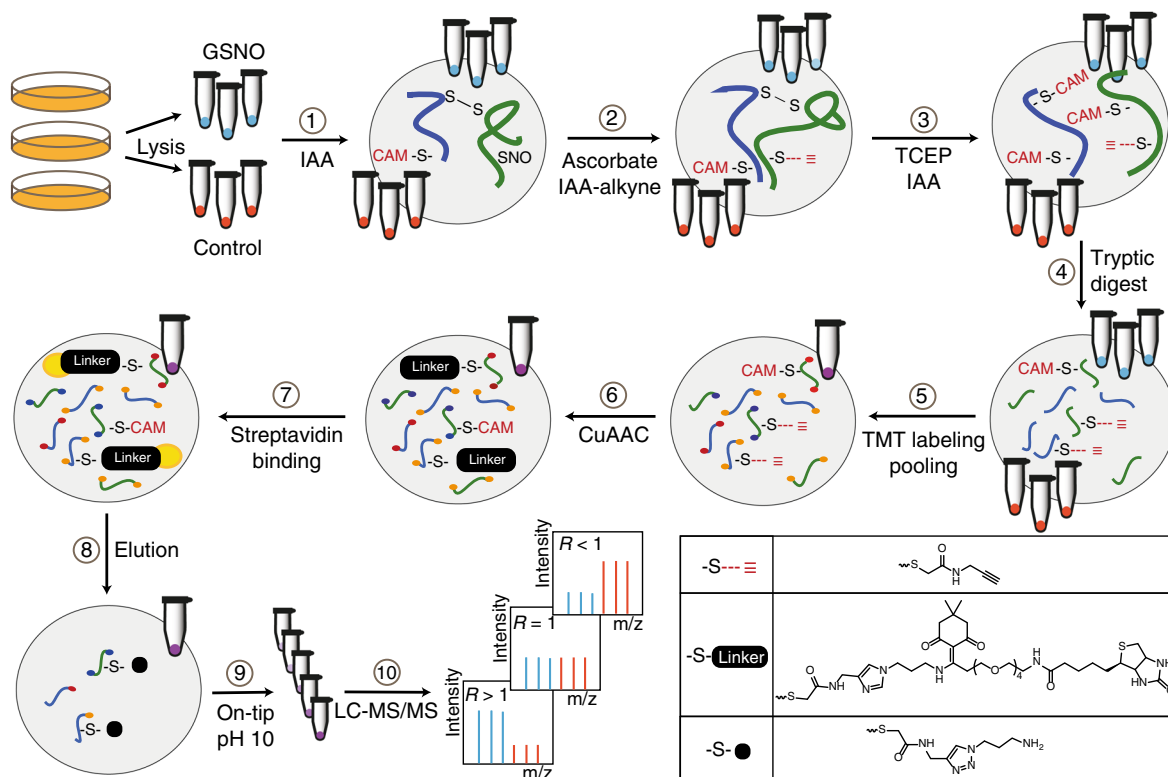 GSNO
Lysis
Control
1
IAA
S
S
CAM -S-
SNO
2
Ascorbate
IAA-alkyne
S
S
-S---≡
CAM -S-
3
TCEP
IAA
-S-CAM
CAM -S-
≡---S-
CAM -S-
4
Tryptic
digest
CAM -S-
-S---≡
-S---≡
5
TMT labeling
pooling
CAM -S-
-S---≡
-S---≡
6
CuAAC
Linker -S-
-S-CAM
-S- Linker
7
Streptavidin
binding
Linker -S-
-S-CAM
-S- Linker
8
Elution
-S-
-S-
9
On-tip
pH 10
10
LC-MS/MS
Intensity
R < 1
m/z
Intensity
R = 1
m/z
Intensity
R > 1
m/z
-S---≡
S
O
N
H
-S-Linker
S
O
N
H
N
N
O
O
N
H
O
4
H
N
O
S
HN
NH
O
-S-
S
O
N
H
N
N
N
NH2